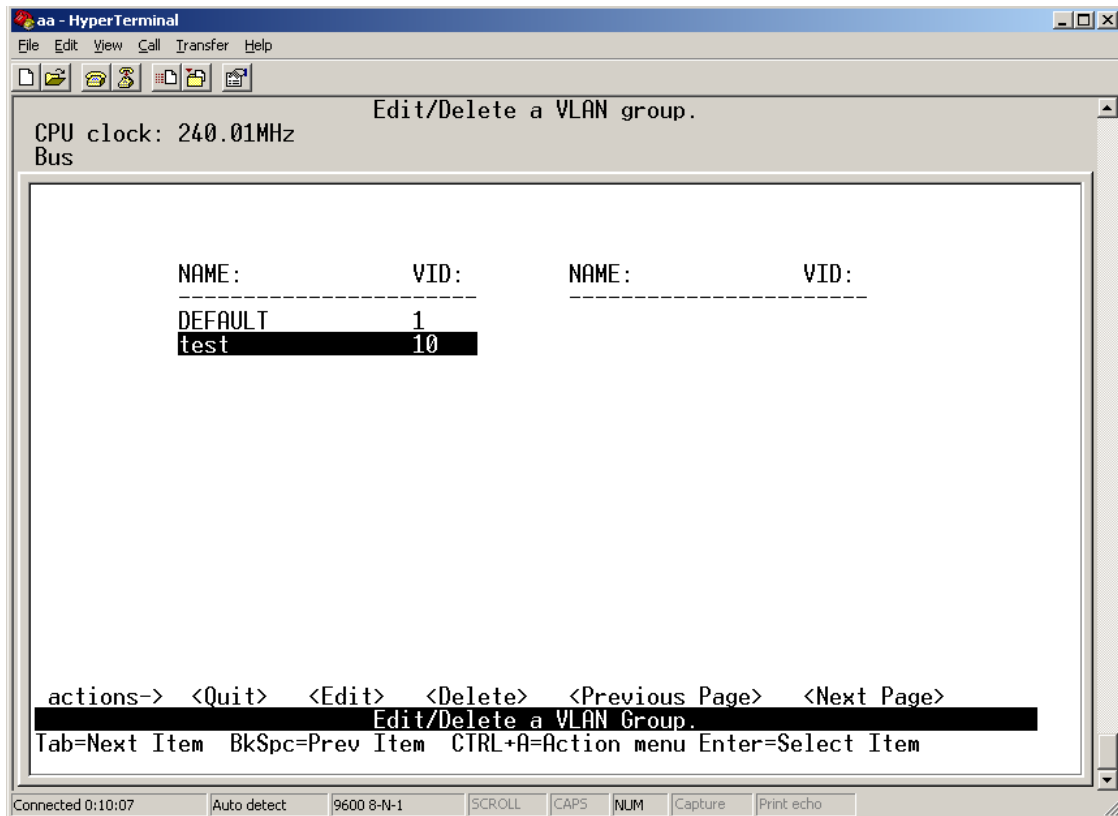 aa - HyperTerminal
File Edit View Call Transfer Help
Edit/Delete a VLAN group.
CPU clock: 240.01MHz
Bus
NAME: VID: NAME: VID:
----------------------- -----------------------
DEFAULT 1
test 10
actions-> <Quit> <Edit> <Delete> <Previous Page> <Next Page>
Edit/Delete a VLAN Group.
Tab=Next Item BkSpc=Prev Item CTRL+A=Action menu Enter=Select Item
Connected 0:10:07 Auto detect 9600 8-N-1 SCROLL CAPS NUM Capture Print echo